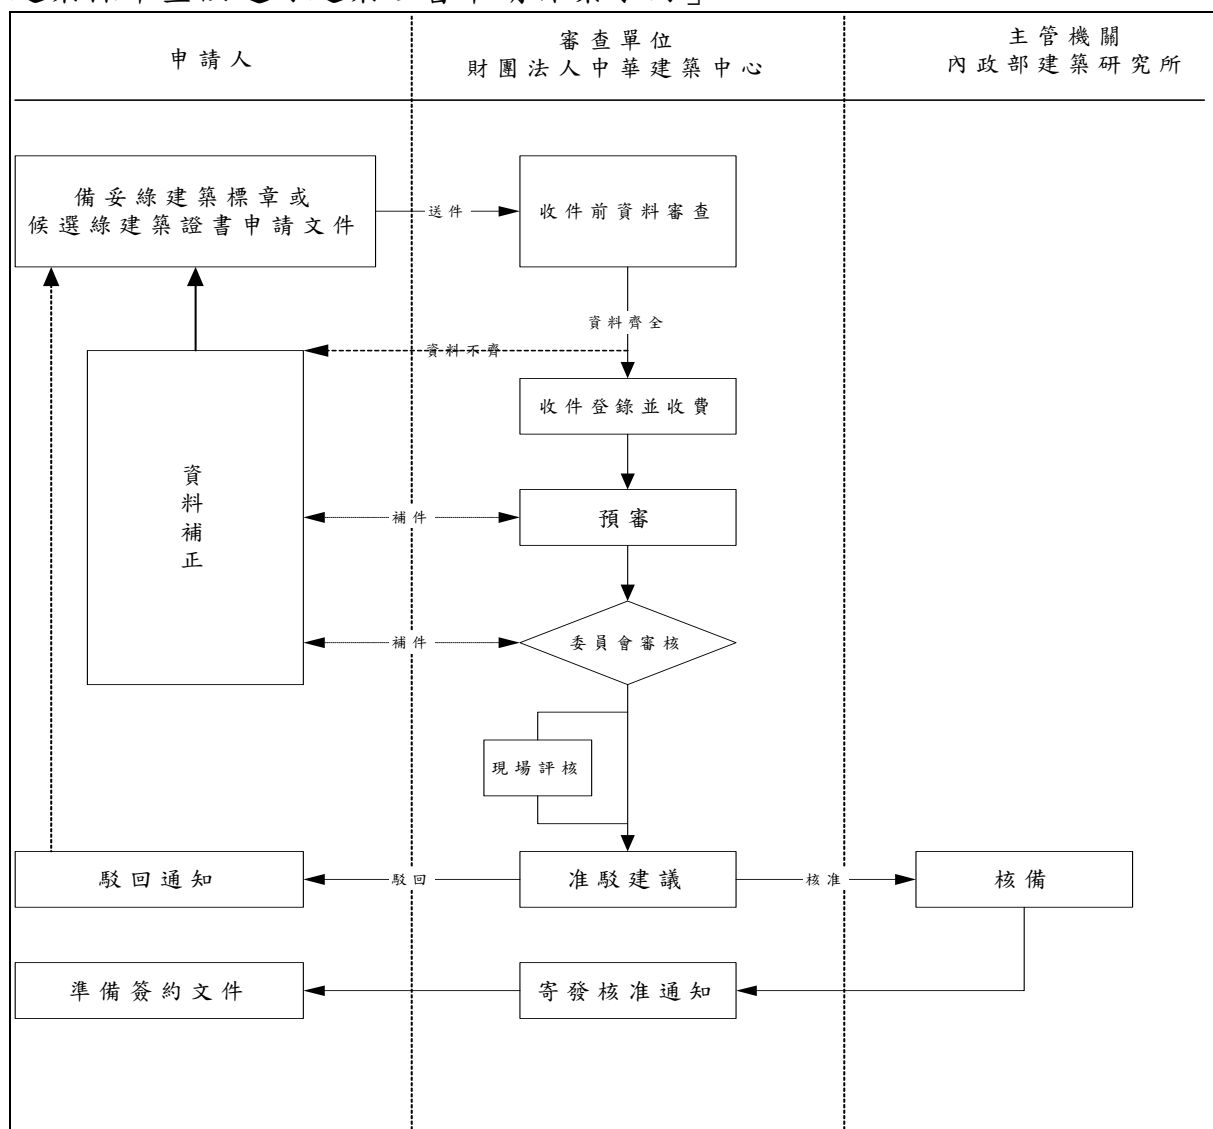 申請人
審查單位
財團法人中華建築中心
主管機關
內政部建築研究所
備妥綠建築標章或
候選綠建築證書申請文件
送件
收件前資料審查
資料齊全
資料不齊
收件登錄並收費
資料補正
補件
預審
補件
委員會審核
現場評核
駁回通知
駁回
准駁建議
核准
核備
準備簽約文件
寄發核准通知